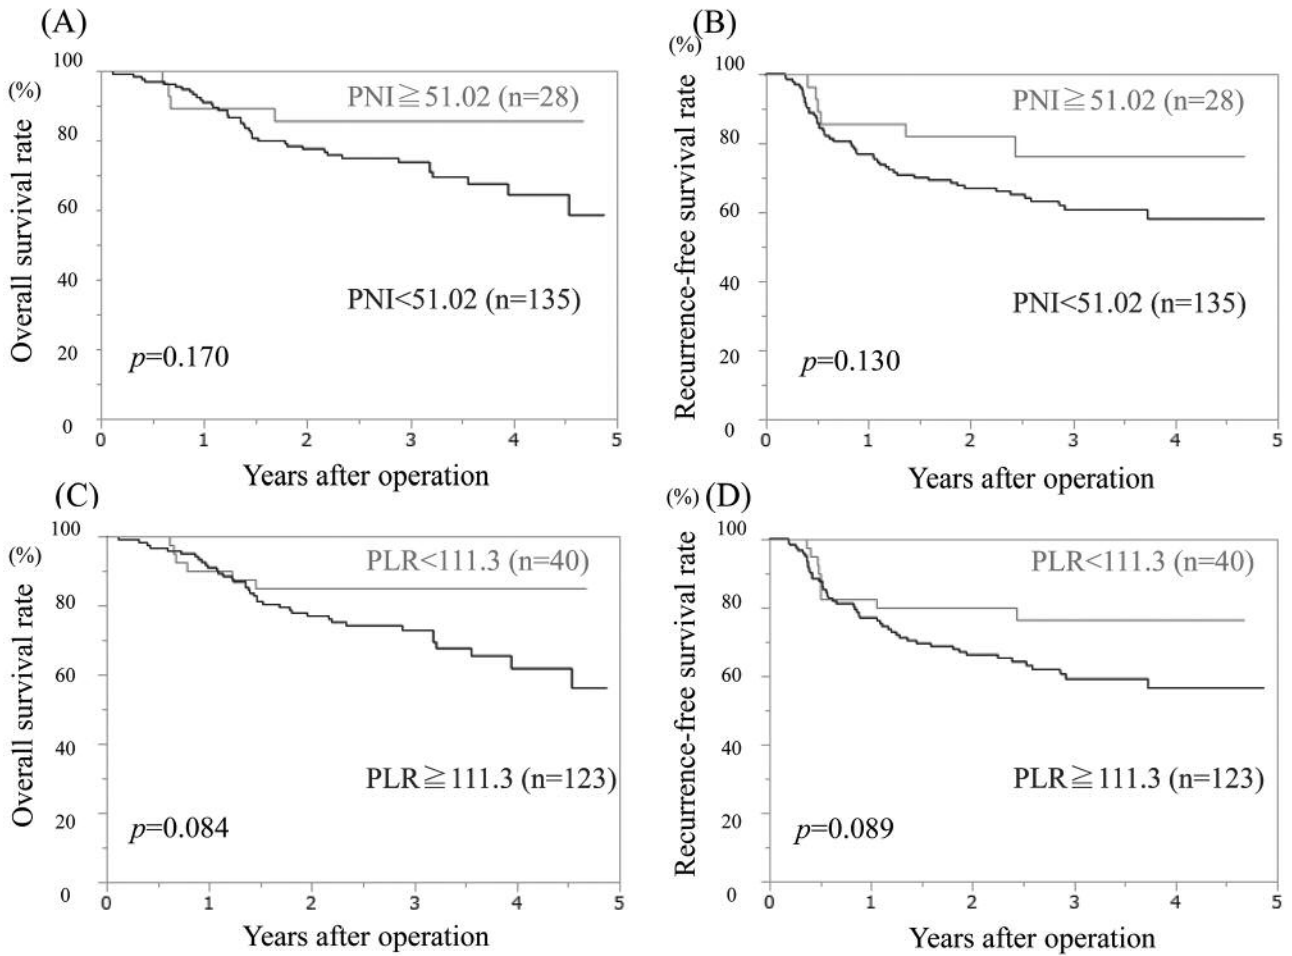 (A)
(%)
Overall survival rate
100
80
60
40
20
0
PNI≧51.02 (n=28)
PNI<51.02 (n=135)
p=0.170
0 1 2 3 4 5
Years after operation
(B)
(%)
Recurrence-free survival rate
100
80
60
40
20
0
PNI≧51.02 (n=28)
PNI<51.02 (n=135)
p=0.130
0 1 2 3 4 5
Years after operation
(C)
(%)
Overall survival rate
100
80
60
40
20
0
PLR<111.3 (n=40)
PLR≧111.3 (n=123)
p=0.084
0 1 2 3 4 5
Years after operation
(D)
(%)
Recurrence-free survival rate
100
80
60
40
20
0
PLR<111.3 (n=40)
PLR≧111.3 (n=123)
p=0.089
0 1 2 3 4 5
Years after operation